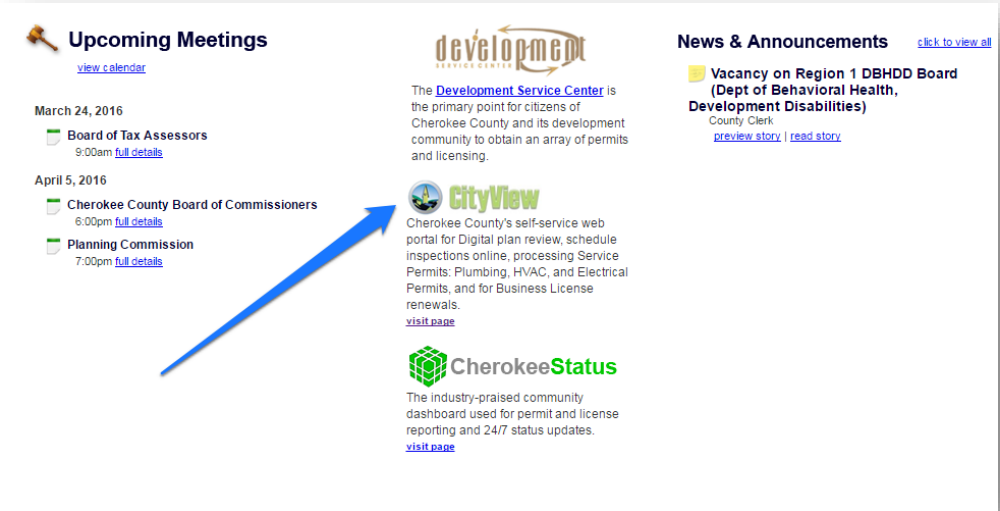 Upcoming Meetings
view calendar
March 24, 2016
Board of Tax Assessors
9:00am full details
April 5, 2016
Cherokee County Board of Commissioners
6:00pm full details
Planning Commission
7:00pm full details
development
SERVICE CENTER
The Development Service Center is
the primary point for citizens of
Cherokee County and its development
community to obtain an array of permits
and licensing.
CityView
Cherokee County's self-service web
portal for Digital plan review, schedule
inspections online, processing Service
Permits: Plumbing, HVAC, and Electrical
Permits, and for Business License
renewals.
visit page
CherokeeStatus
The industry-praised community
dashboard used for permit and license
reporting and 24/7 status updates.
visit page
News & Announcements click to view all
Vacancy on Region 1 DBHDD Board
(Dept of Behavioral Health,
Development Disabilities)
County Clerk
preview story | read story